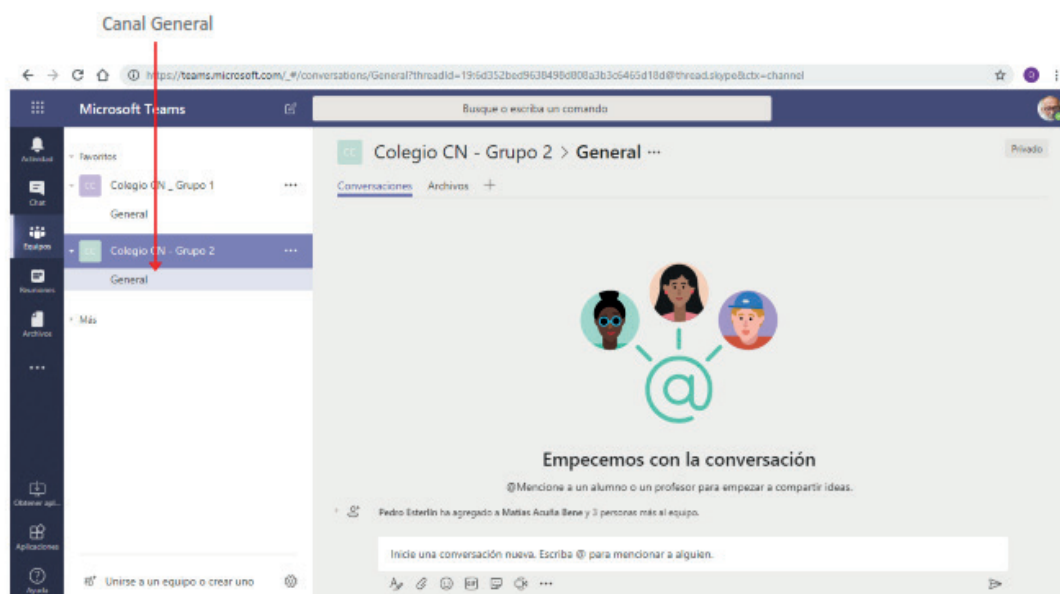 Canal General
https://teams.microsoft.com/_#/conversations/General?threadId=19:6d352bed9638498d808a3b3c6465d18d@thread.skype&ctx=channel
Microsoft Teams
Busque o escriba un comando
Actividad
Chat
Equipos
Reuniones
Archivos
Obtener apl...
Aplicaciones
Ayuda
Favoritos
CC Colegio CN _ Grupo 1
General
CC Colegio CN - Grupo 2
General
Más
Unirse a un equipo o crear uno
CC Colegio CN - Grupo 2 > General ...
Privado
Conversaciones Archivos +
Empecemos con la conversación
@Mencione a un alumno o un profesor para empezar a compartir ideas.
Pedro Esterlin ha agregado a Matías Acuña Bene y 3 personas más al equipo.
Inicie una conversación nueva. Escriba @ para mencionar a alguien.